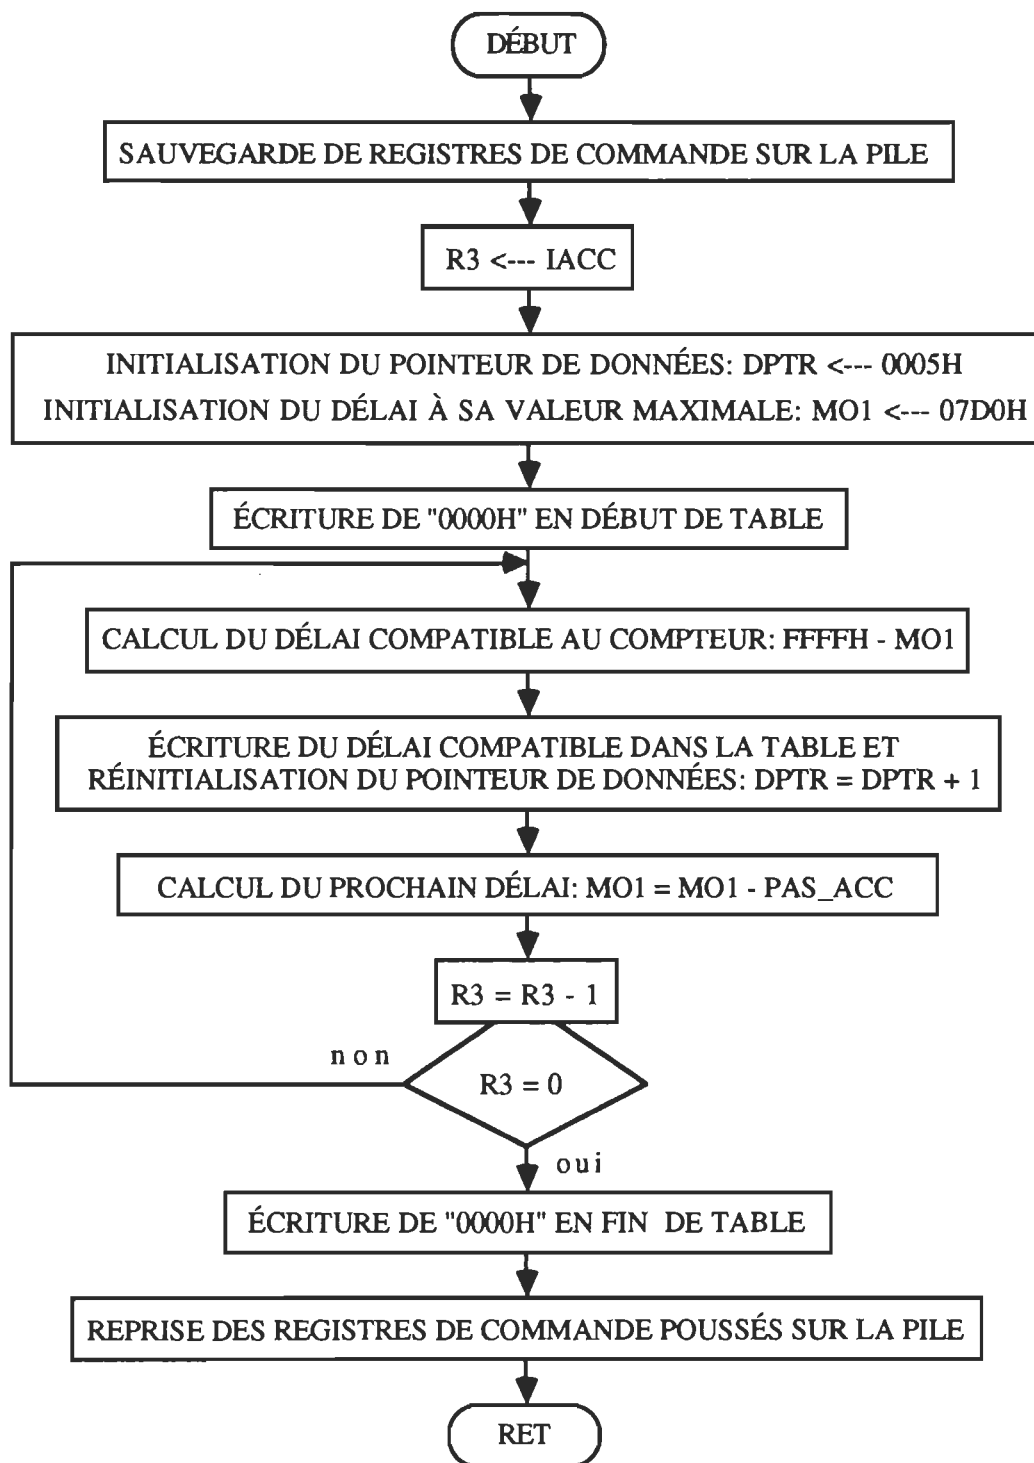 DÉBUT
SAUVEGARDE DE REGISTRES DE COMMANDE SUR LA PILE
R3 <--- IACC
INITIALISATION DU POINTEUR DE DONNÉES: DPTR <--- 0005H
INITIALISATION DU DÉLAI À SA VALEUR MAXIMALE: MO1 <--- 07D0H
ÉCRITURE DE "0000H" EN DÉBUT DE TABLE
CALCUL DU DÉLAI COMPATIBLE AU COMPTEUR: FFFFH - MO1
ÉCRITURE DU DÉLAI COMPATIBLE DANS LA TABLE ET
RÉINITIALISATION DU POINTEUR DE DONNÉES: DPTR = DPTR + 1
CALCUL DU PROCHAIN DÉLAI: MO1 = MO1 - PAS_ACC
R3 = R3 - 1
non
R3 = 0
oui
ÉCRITURE DE "0000H" EN FIN DE TABLE
REPRISE DES REGISTRES DE COMMANDE POUSSÉS SUR LA PILE
RET